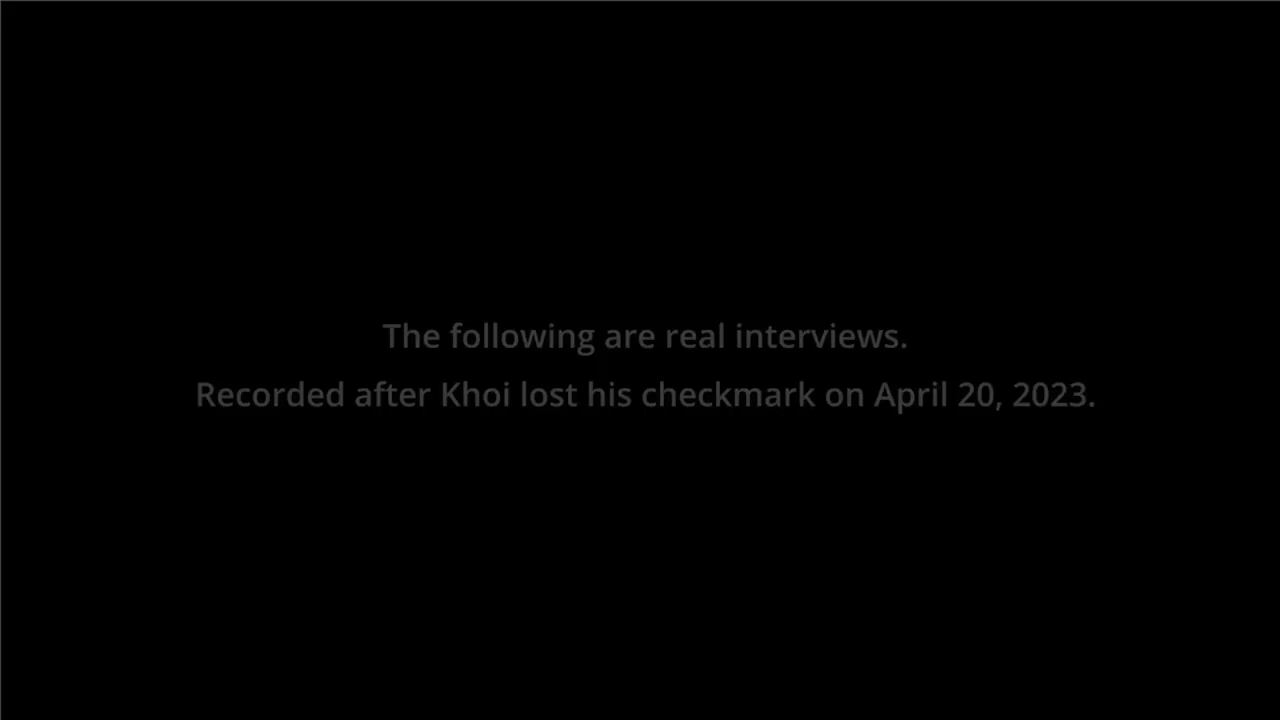 The following are real interviews.
Recorded after Khoi lost his checkmark on April 20, 2023.